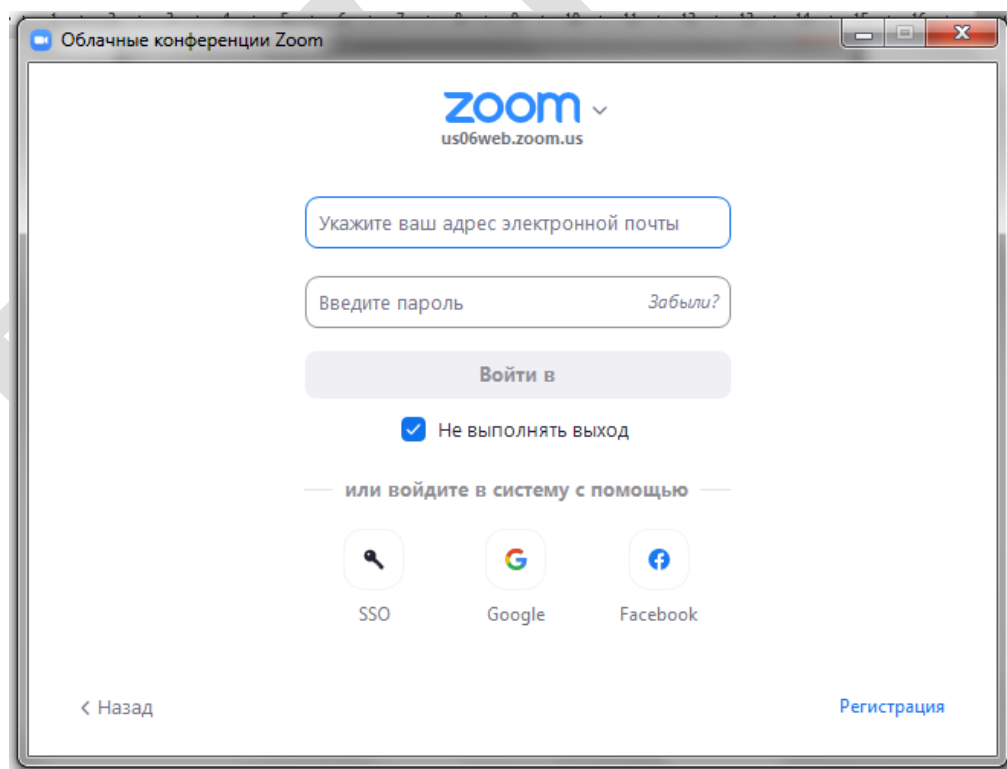 Облачные конференции Zoom
zoom
us06web.zoom.us
Укажите ваш адрес электронной почты
Введите пароль Забыли?
Войти в
Не выполнять выход
или войдите в систему с помощью
SSO Google Facebook
Назад Регистрация